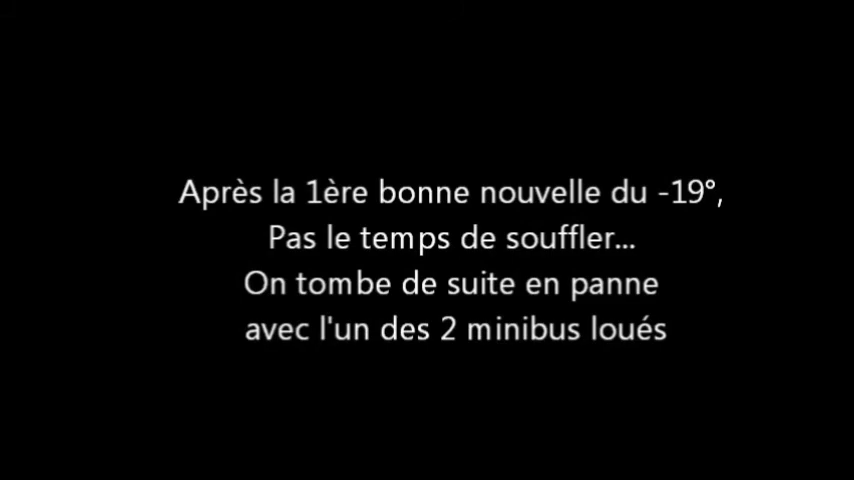 Après la 1ère bonne nouvelle du -19°,
Pas le temps de souffler...
On tombe de suite en panne
avec l'un des 2 minibus loués